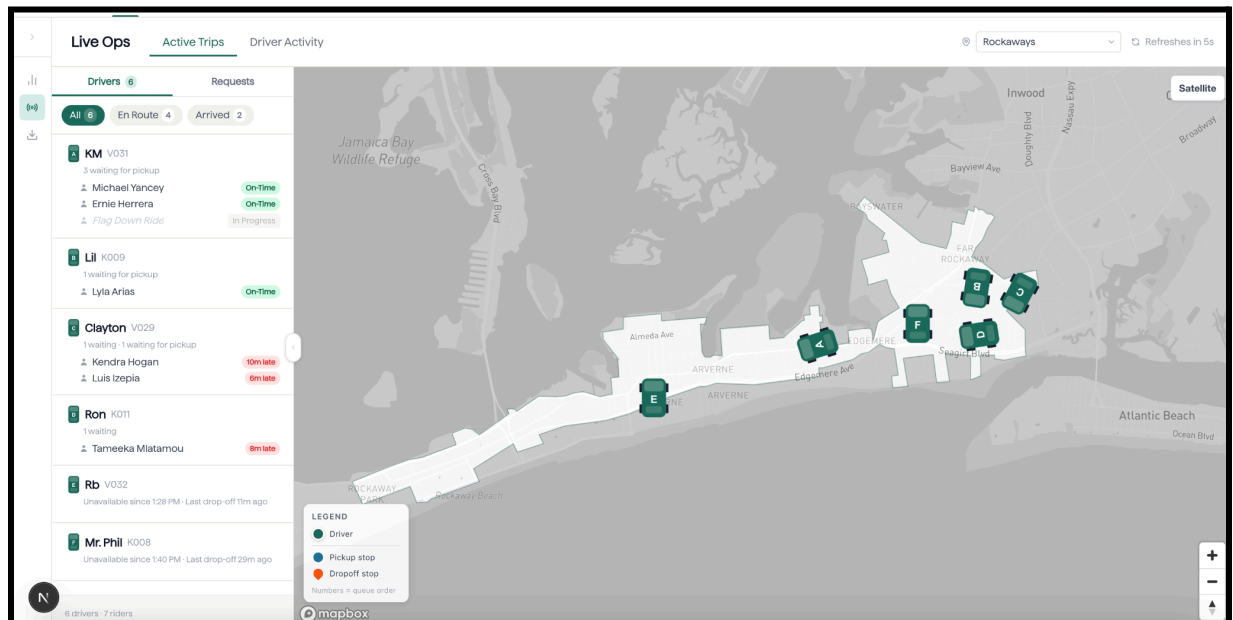 Live Ops
Active Trips
Driver Activity
Rockaways
Refreshes in 5s
Drivers 6
Requests
All 6
En Route 4
Arrived 2
A KM V031
3 waiting for pickup
Michael Yancey On-Time
Ernie Herrera On-Time
Flag Down Ride In Progress
B Lil K009
1 waiting for pickup
Lyla Arias On-Time
C Clayton V029
1 waiting · 1 waiting for pickup
Kendra Hogan 10m late
Luis Izepia 6m late
D Ron K011
1 waiting
Tameeka Mlatamou 8m late
E Rb V032
Unavailable since 1:28 PM · Last drop-off 11m ago
F Mr. Phil K008
Unavailable since 1:40 PM · Last drop-off 29m ago
N
6 drivers · 7 riders
Satellite
Inwood
Nassau Expy
Doughty Blvd
Broadway
Jamaica Bay
Wildlife Refuge
Cross Bay Blvd
Bayview Ave
FAR
ROCKAWAY
B
C
F
D
A
E
Almeda Ave
EDGEMERE
Seagirt Blvd
ARVERNE
Edgemere Ave
ARVERNE
Atlantic Beach
Ocean Blvd
ROCKAWAY
PARK
Rockaway Beach
LEGEND
Driver
Pickup stop
Dropoff stop
Numbers = queue order
mapbox